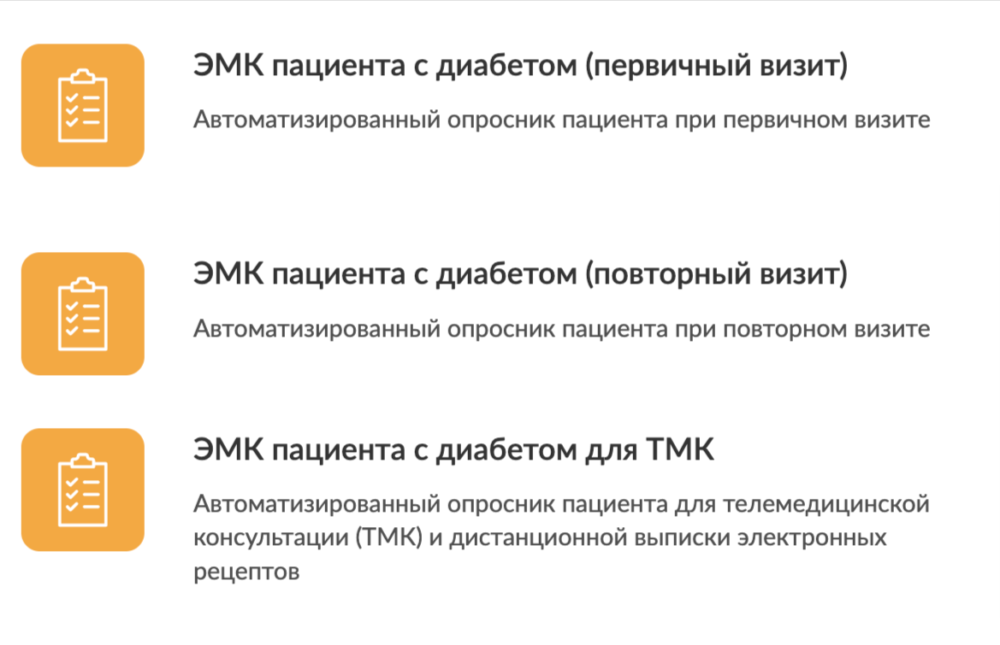 ЭМК пациента с диабетом (первичный визит)
Автоматизированный опросник пациента при первичном визите
ЭМК пациента с диабетом (повторный визит)
Автоматизированный опросник пациента при повторном визите
ЭМК пациента с диабетом для ТМК
Автоматизированный опросник пациента для телемедицинской
консультации (ТМК) и дистанционной выписки электронных
рецептов